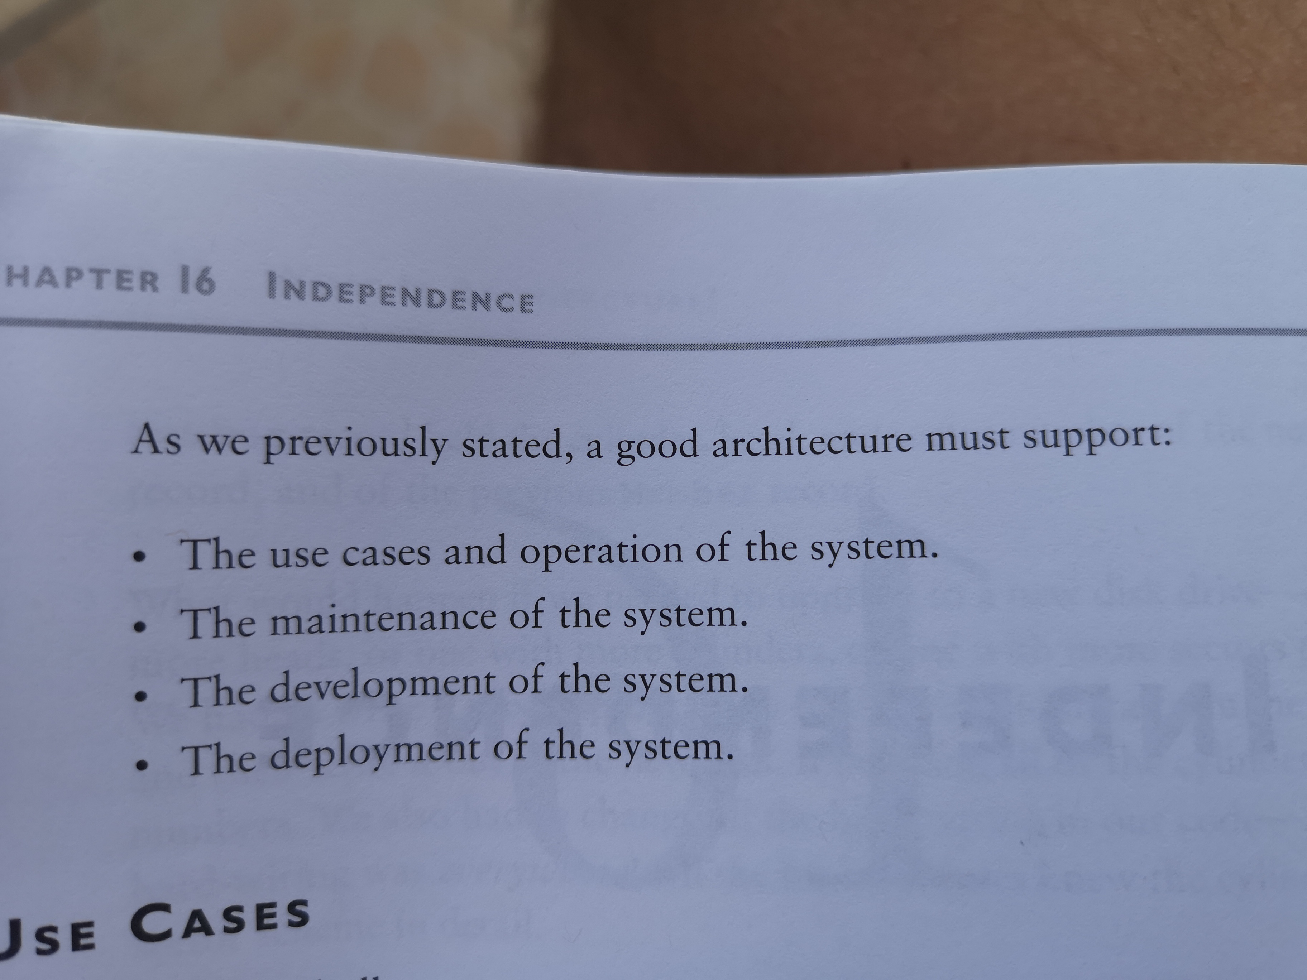 HAPTER 16 INDEPENDENCE
As we previously stated, a good architecture must support:
• The use cases and operation of the system.
• The maintenance of the system.
• The development of the system.
• The deployment of the system.
USE CASES